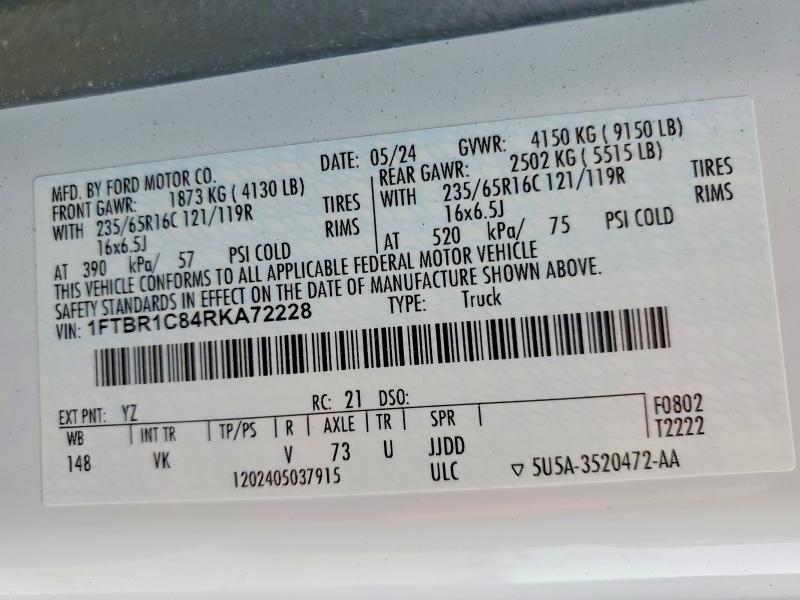 MFD. BY FORD MOTOR CO. DATE: 05/24 GVWR: 4150 KG ( 9150 LB)
FRONT GAWR: 1873 KG ( 4130 LB) REAR GAWR: 2502 KG ( 5515 LB)
WITH 235/65R16C 121/119R TIRES WITH 235/65R16C 121/119R TIRES
16x6.5J RIMS 16x6.5J RIMS
AT 390 kPa/ 57 PSI COLD AT 520 kPa/ 75 PSI COLD
THIS VEHICLE CONFORMS TO ALL APPLICABLE FEDERAL MOTOR VEHICLE
SAFETY STANDARDS IN EFFECT ON THE DATE OF MANUFACTURE SHOWN ABOVE.
VIN: 1FTBR1C84RKA72228 TYPE: Truck
EXT PNT: YZ RC: 21 DSO: F0802
WB INT TR TP/PS R AXLE TR SPR T2222
148 VK V 73 U JJDD
1202405037915 ULC ▽ 5U5A-3520472-AA